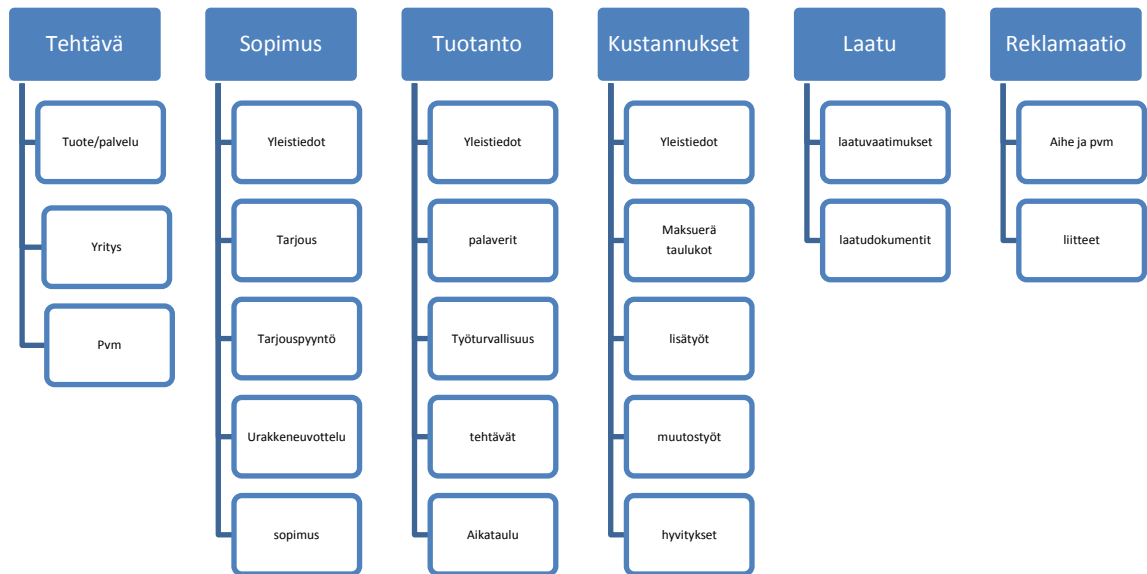 Tehtävä
Tuote/palvelu
Yritys
Pvm
Sopimus
Yleistiedot
Tarjous
Tarjouspyyntö
Urakkeneuvottelu
sopimus
Tuotanto
Yleistiedot
palaverit
Työturvallisuus
tehtävät
Aikataulu
Kustannukset
Yleistiedot
Maksuerä
taulukot
lisätyöt
muutostyöt
hyvitykset
Laatu
laatuvaatimukset
laatudokumentit
Reklamaatio
Aihe ja pvm
liitteet